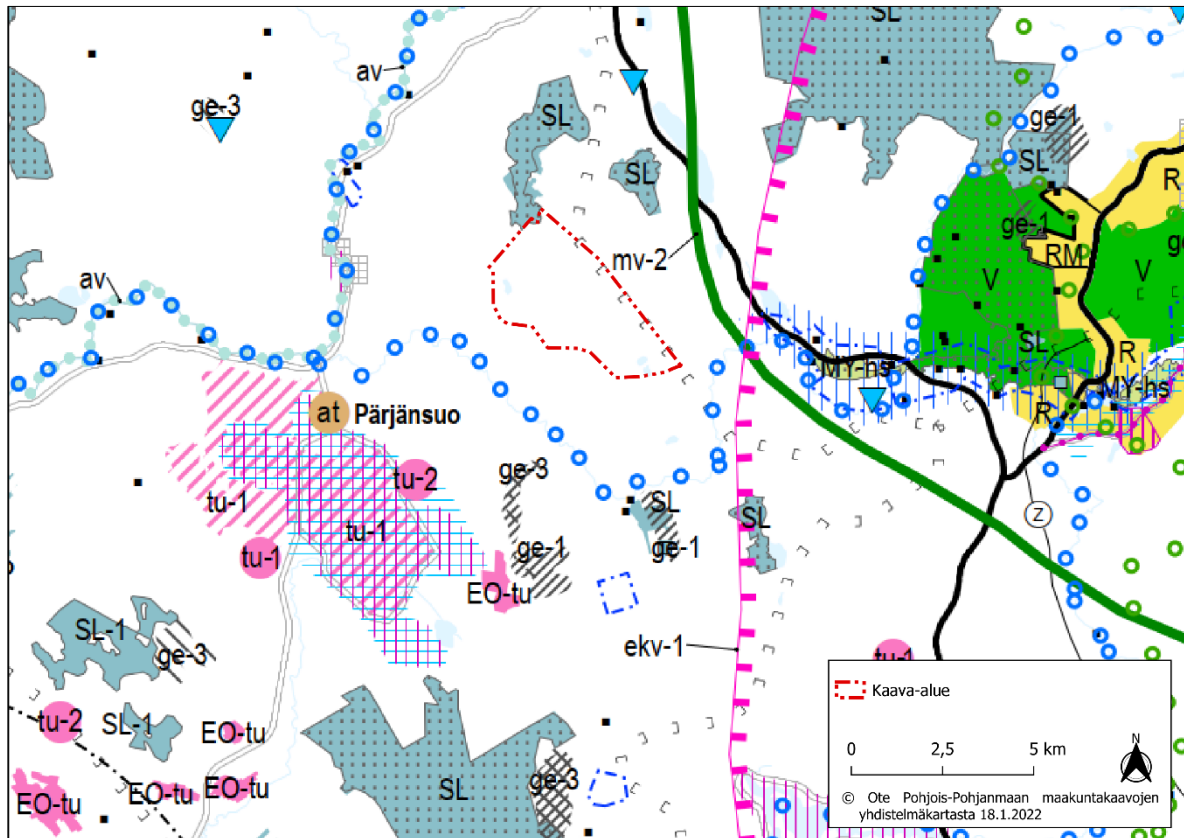 SL
av
ge-3
SL
ge-1
SL
SL
R
ge-1
mv-2
RM
ge
V
V
av
SL
R
MY-hs
MY-hs
at Pärjänsuo
R
ge-3
tu-2
tu-1
SL
SL
Z
tu-1
ge-1
ge-1
tu-1
EO-tu
SL-1
ekv-1
ge-3
tu-1
tu-2
SL-1
EO-tu
SL
ge-3
EO-tu
EO-tu
EO-tu
Kaava-alue
N
0 2,5 5 km
© Ote Pohjois-Pohjanmaan maakuntakaavojen
yhdistelmäkartasta 18.1.2022